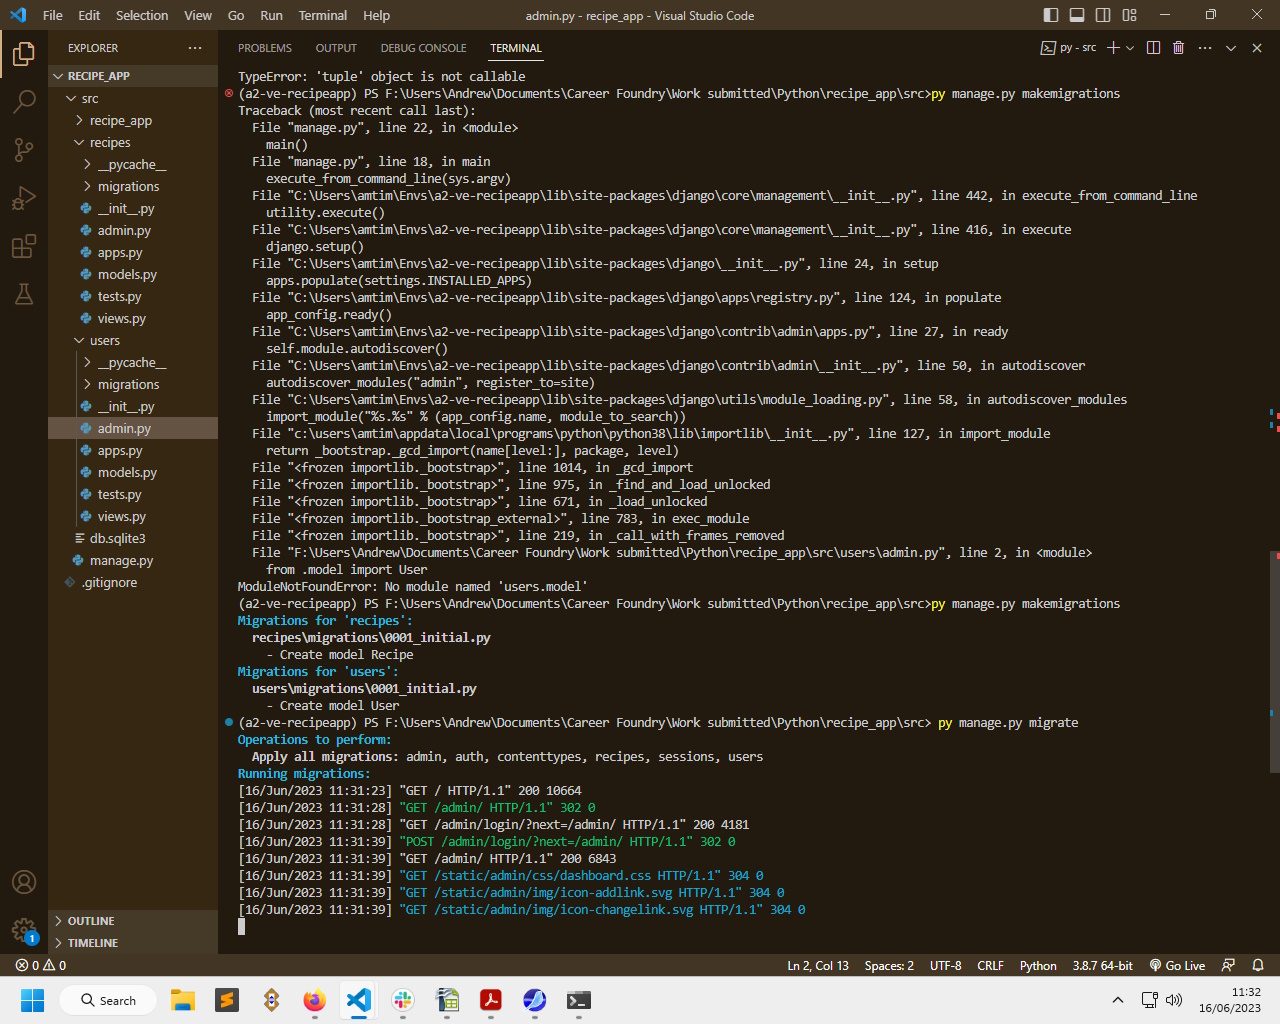 File Edit Selection View Go Run Terminal Help admin.py - recipe_app - Visual Studio Code
EXPLORER
RECIPE_APP
src
recipe_app
recipes
__pycache__
migrations
__init__.py
admin.py
apps.py
models.py
tests.py
views.py
users
__pycache__
migrations
__init__.py
admin.py
apps.py
models.py
tests.py
views.py
db.sqlite3
manage.py
.gitignore
OUTLINE
TIMELINE
1
PROBLEMS OUTPUT DEBUG CONSOLE TERMINAL py - src
TypeError: 'tuple' object is not callable
(a2-ve-recipeapp) PS F:\Users\Andrew\Documents\Career Foundry\Work submitted\Python\recipe_app\src>py manage.py makemigrations
Traceback (most recent call last):
File "manage.py", line 22, in <module>
main()
File "manage.py", line 18, in main
execute_from_command_line(sys.argv)
File "C:\Users\amtim\Envs\a2-ve-recipeapp\lib\site-packages\django\core\management\__init__.py", line 442, in execute_from_command_line
utility.execute()
File "C:\Users\amtim\Envs\a2-ve-recipeapp\lib\site-packages\django\core\management\__init__.py", line 416, in execute
django.setup()
File "C:\Users\amtim\Envs\a2-ve-recipeapp\lib\site-packages\django\__init__.py", line 24, in setup
apps.populate(settings.INSTALLED_APPS)
File "C:\Users\amtim\Envs\a2-ve-recipeapp\lib\site-packages\django\apps\registry.py", line 124, in populate
app_config.ready()
File "C:\Users\amtim\Envs\a2-ve-recipeapp\lib\site-packages\django\contrib\admin\apps.py", line 27, in ready
self.module.autodiscover()
File "C:\Users\amtim\Envs\a2-ve-recipeapp\lib\site-packages\django\contrib\admin\__init__.py", line 50, in autodiscover
autodiscover_modules("admin", register_to=site)
File "C:\Users\amtim\Envs\a2-ve-recipeapp\lib\site-packages\django\utils\module_loading.py", line 58, in autodiscover_modules
import_module("%s.%s" % (app_config.name, module_to_search))
File "c:\users\amtim\appdata\local\programs\python\python38\lib\importlib\__init__.py", line 127, in import_module
return _bootstrap._gcd_import(name[level:], package, level)
File "<frozen importlib._bootstrap>", line 1014, in _gcd_import
File "<frozen importlib._bootstrap>", line 975, in _find_and_load_unlocked
File "<frozen importlib._bootstrap>", line 671, in _load_unlocked
File "<frozen importlib._bootstrap_external>", line 783, in exec_module
File "<frozen importlib._bootstrap>", line 219, in _call_with_frames_removed
File "F:\Users\Andrew\Documents\Career Foundry\Work submitted\Python\recipe_app\src\users\admin.py", line 2, in <module>
from .model import User
ModuleNotFoundError: No module named 'users.model'
(a2-ve-recipeapp) PS F:\Users\Andrew\Documents\Career Foundry\Work submitted\Python\recipe_app\src>py manage.py makemigrations
Migrations for 'recipes':
recipes\migrations\0001_initial.py
- Create model Recipe
Migrations for 'users':
users\migrations\0001_initial.py
- Create model User
(a2-ve-recipeapp) PS F:\Users\Andrew\Documents\Career Foundry\Work submitted\Python\recipe_app\src> py manage.py migrate
Operations to perform:
Apply all migrations: admin, auth, contenttypes, recipes, sessions, users
Running migrations:
[16/Jun/2023 11:31:23] "GET / HTTP/1.1" 200 10664
[16/Jun/2023 11:31:28] "GET /admin/ HTTP/1.1" 302 0
[16/Jun/2023 11:31:28] "GET /admin/login/?next=/admin/ HTTP/1.1" 200 4181
[16/Jun/2023 11:31:39] "POST /admin/login/?next=/admin/ HTTP/1.1" 302 0
[16/Jun/2023 11:31:39] "GET /admin/ HTTP/1.1" 200 6843
[16/Jun/2023 11:31:39] "GET /static/admin/css/dashboard.css HTTP/1.1" 304 0
[16/Jun/2023 11:31:39] "GET /static/admin/img/icon-addlink.svg HTTP/1.1" 304 0
[16/Jun/2023 11:31:39] "GET /static/admin/img/icon-changelink.svg HTTP/1.1" 304 0
0 0 Ln 2, Col 13 Spaces: 2 UTF-8 CRLF Python 3.8.7 64-bit Go Live
Search 11:32
16/06/2023